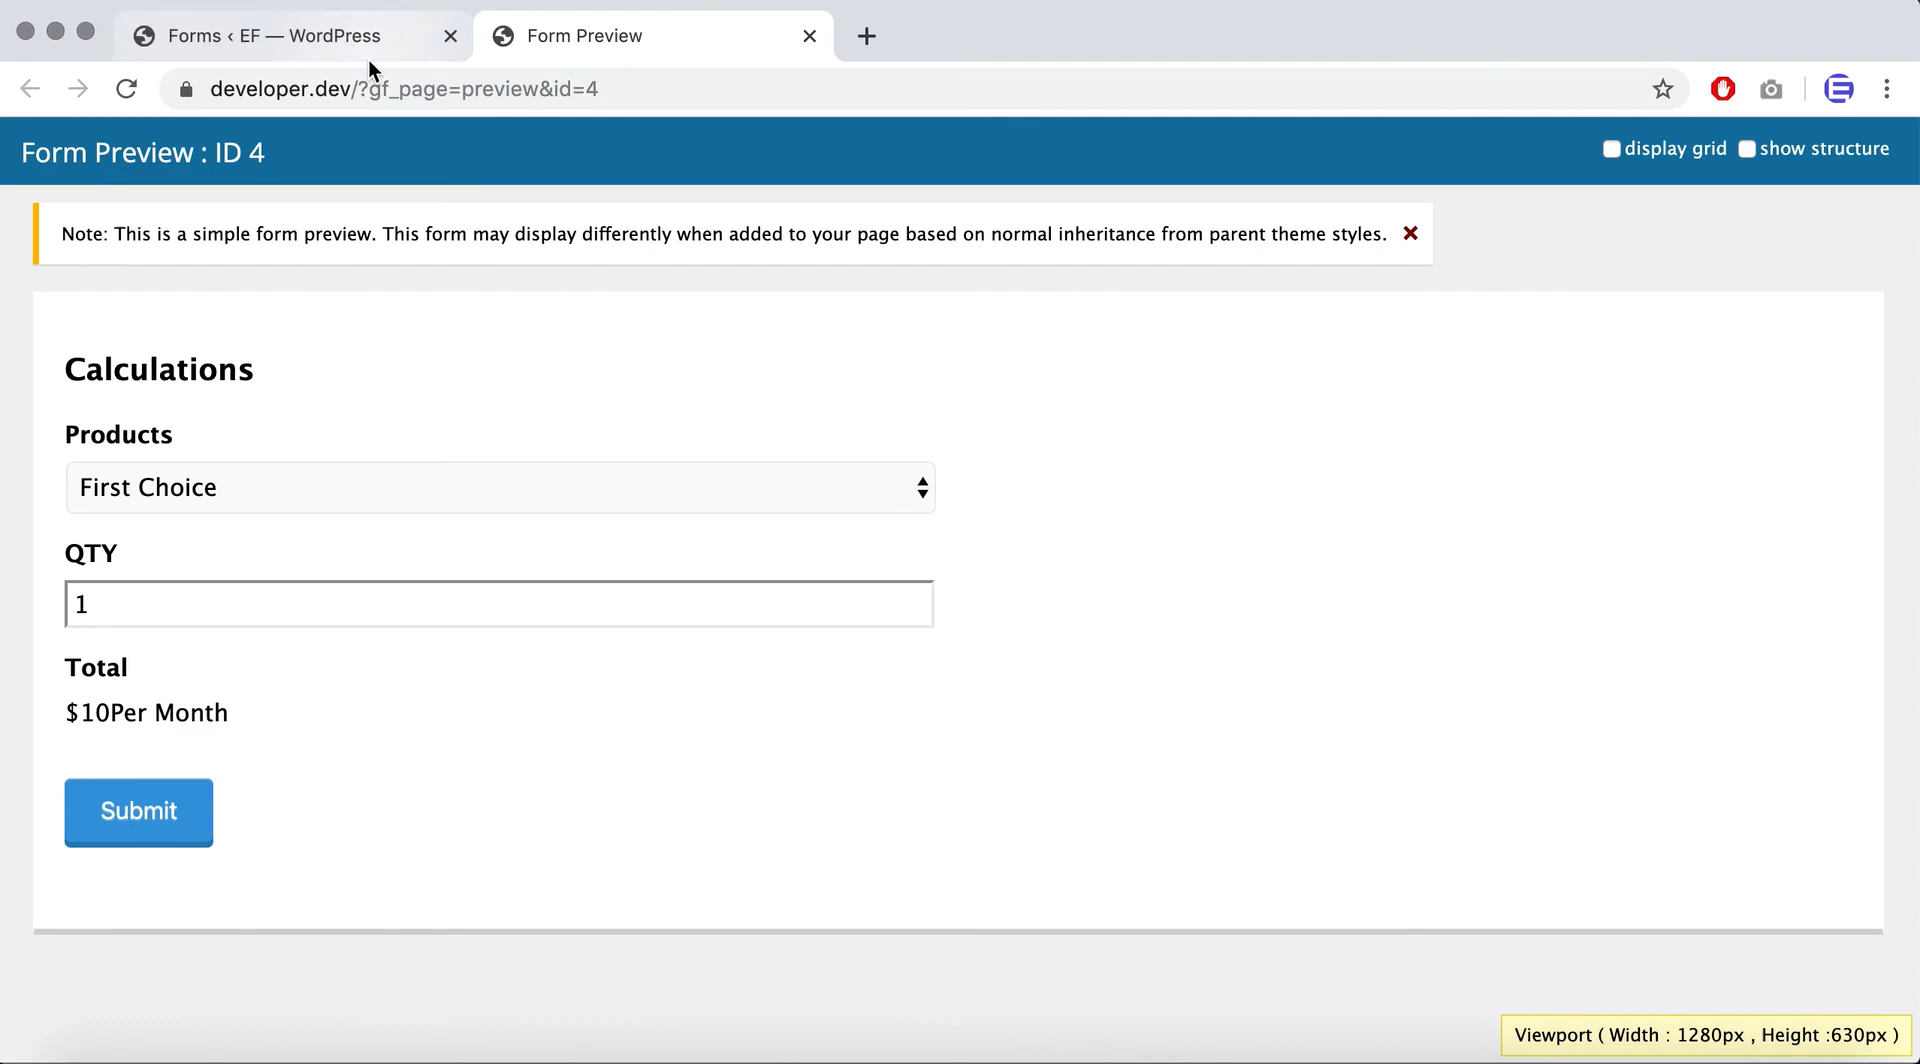 Forms ‹ EF — WordPress
Form Preview
developer.dev/?gf_page=preview&id=4
Form Preview : ID 4
display grid
show structure
Note: This is a simple form preview. This form may display differently when added to your page based on normal inheritance from parent theme styles.
Calculations
Products
First Choice
QTY
1
Total
$10Per Month
Submit
Viewport ( Width : 1280px , Height :630px )